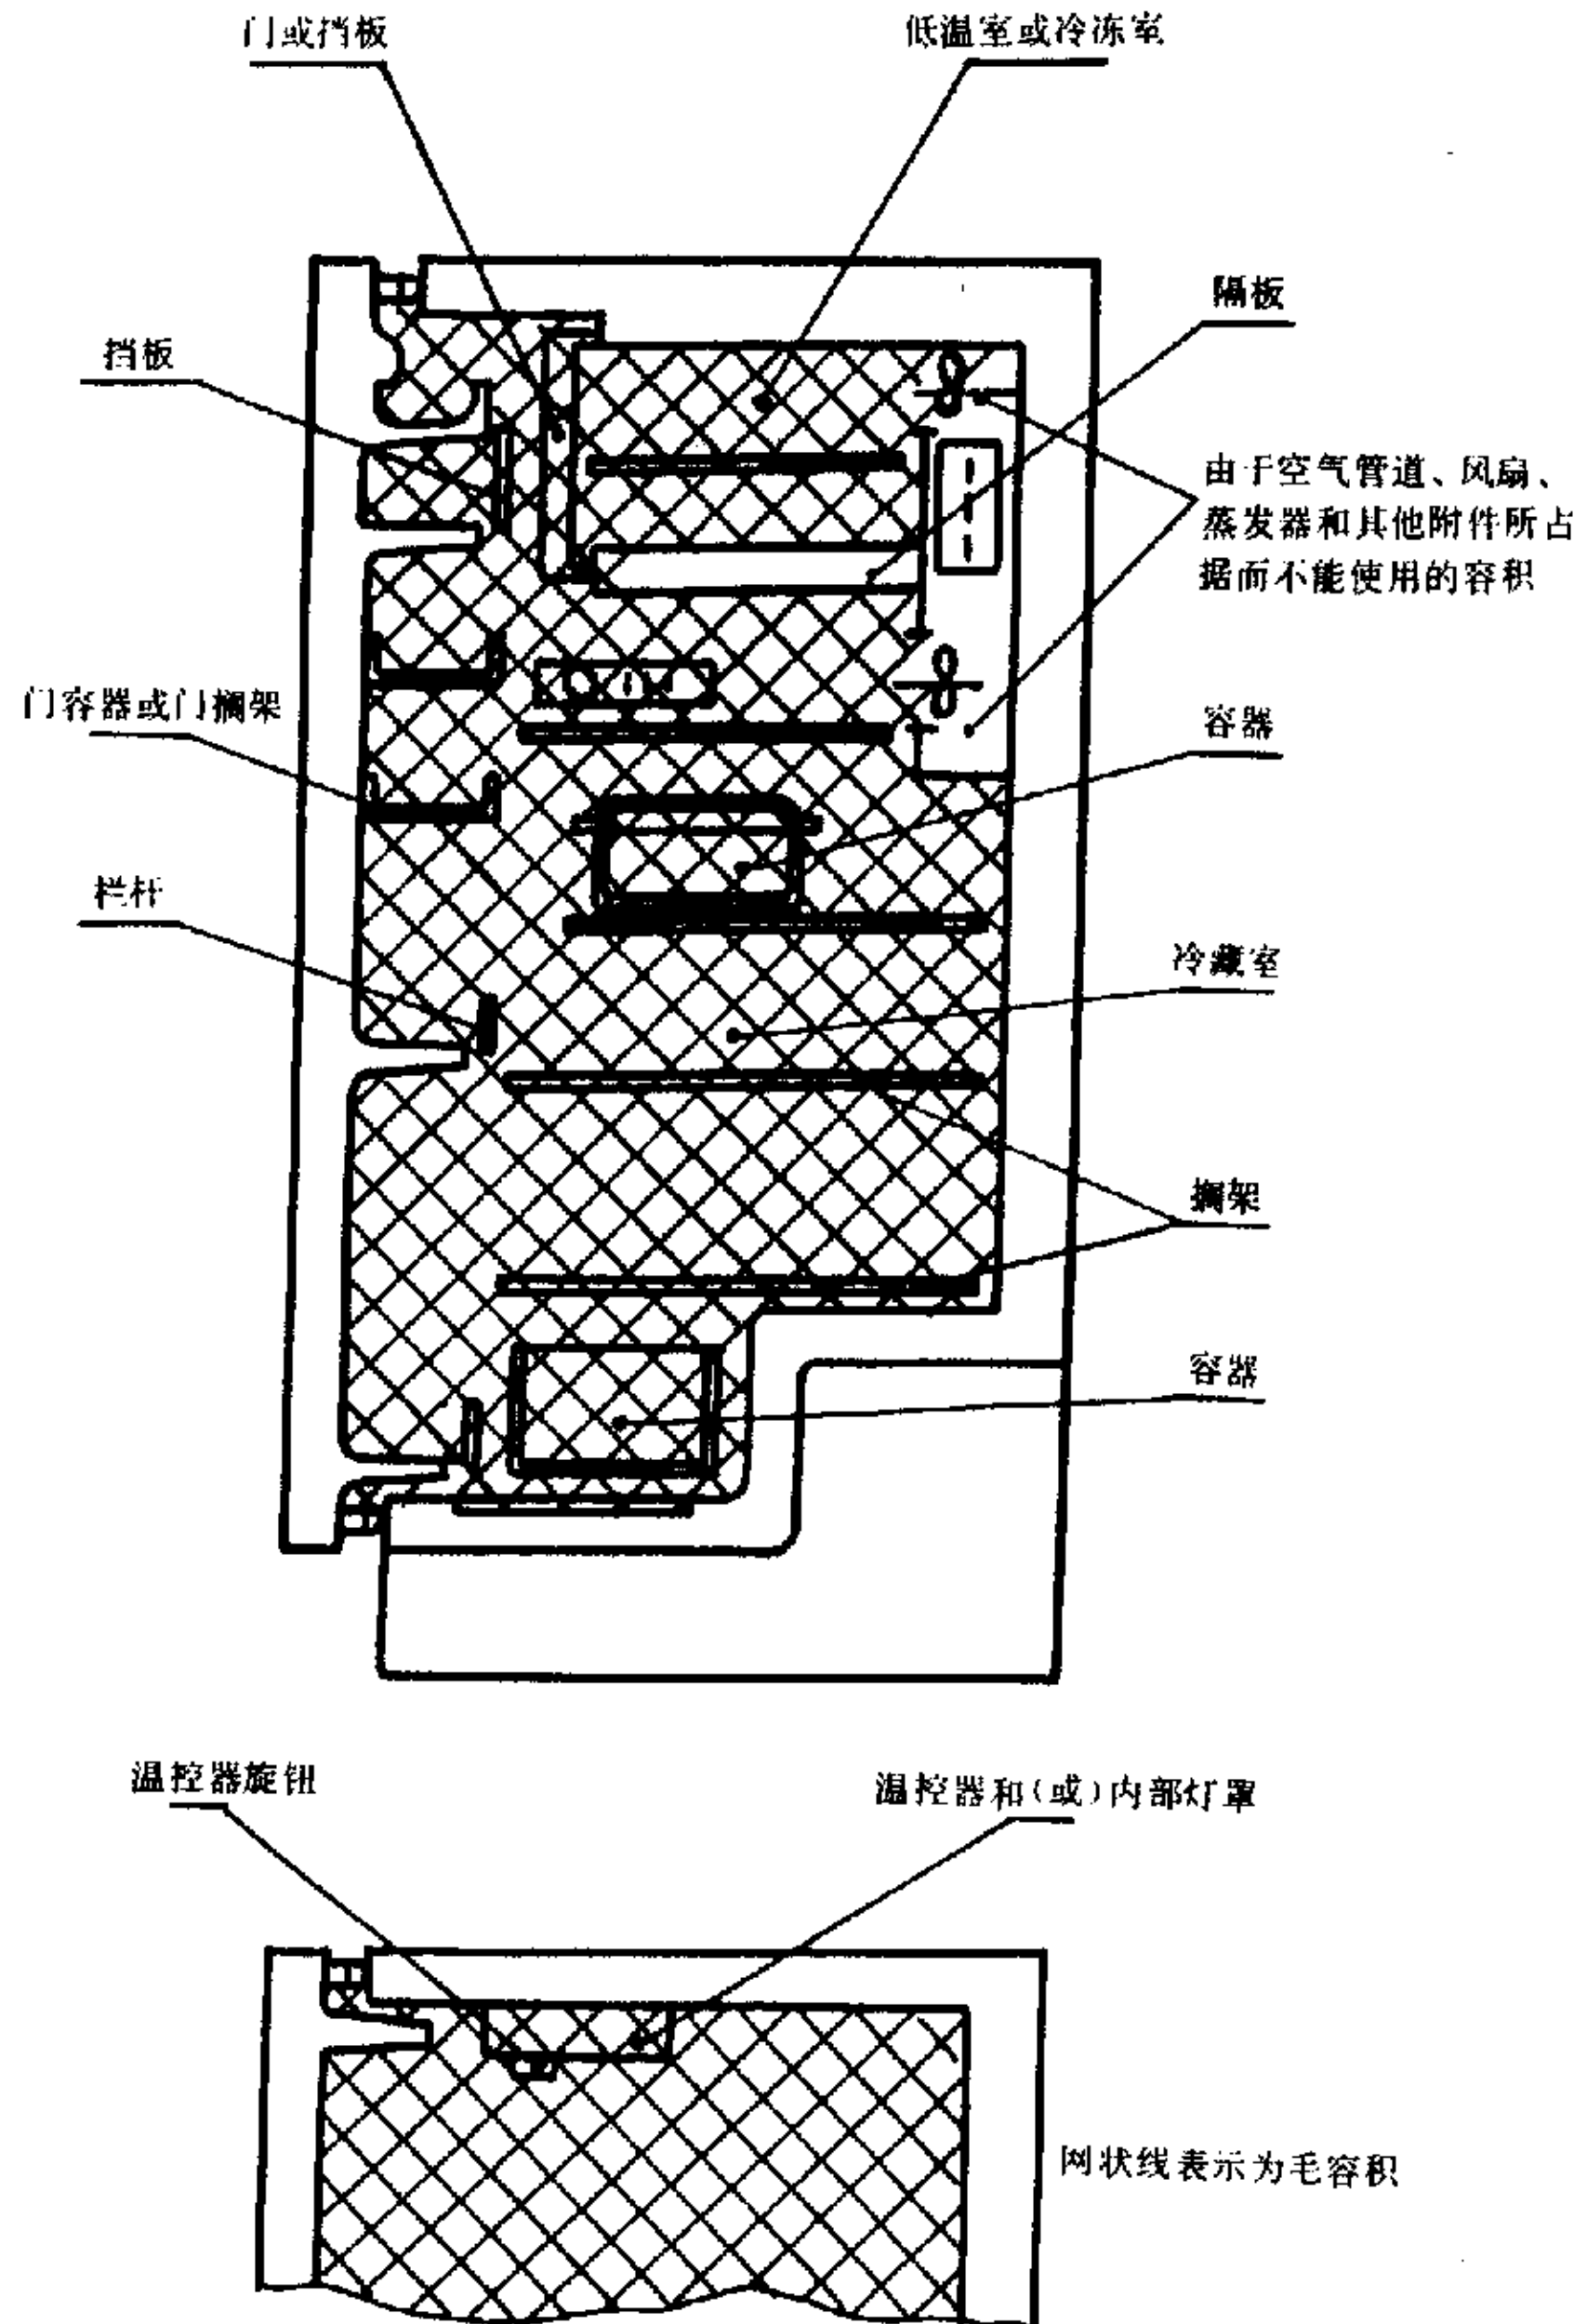 门或挡板
低温室或冷冻室
隔板
挡板
由于空气管道、风扇、
蒸发器和其他附件所占
据而不能使用的容积
门容器或门搁架
容器
栏杆
冷藏室
搁架
容器
温控器旋钮
温控器和(或)内部灯罩
网状线表示为毛容积